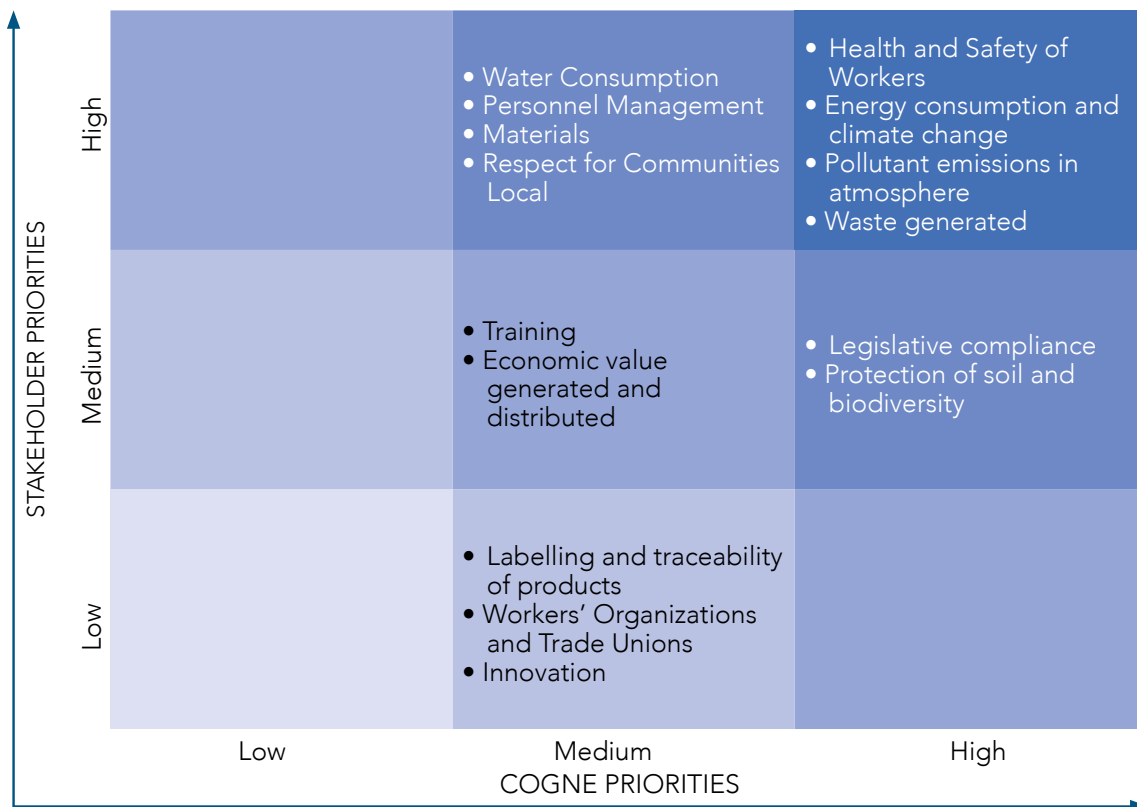 STAKEHOLDER PRIORITIES
High
• Water Consumption
• Personnel Management
• Materials
• Respect for Communities
Local
• Health and Safety of
Workers
• Energy consumption and
climate change
• Pollutant emissions in
atmosphere
• Waste generated
Medium
• Training
• Economic value
generated and
distributed
• Legislative compliance
• Protection of soil and
biodiversity
Low
• Labelling and traceability
of products
• Workers’ Organizations
and Trade Unions
• Innovation
Low
Medium
High
COGNE PRIORITIES